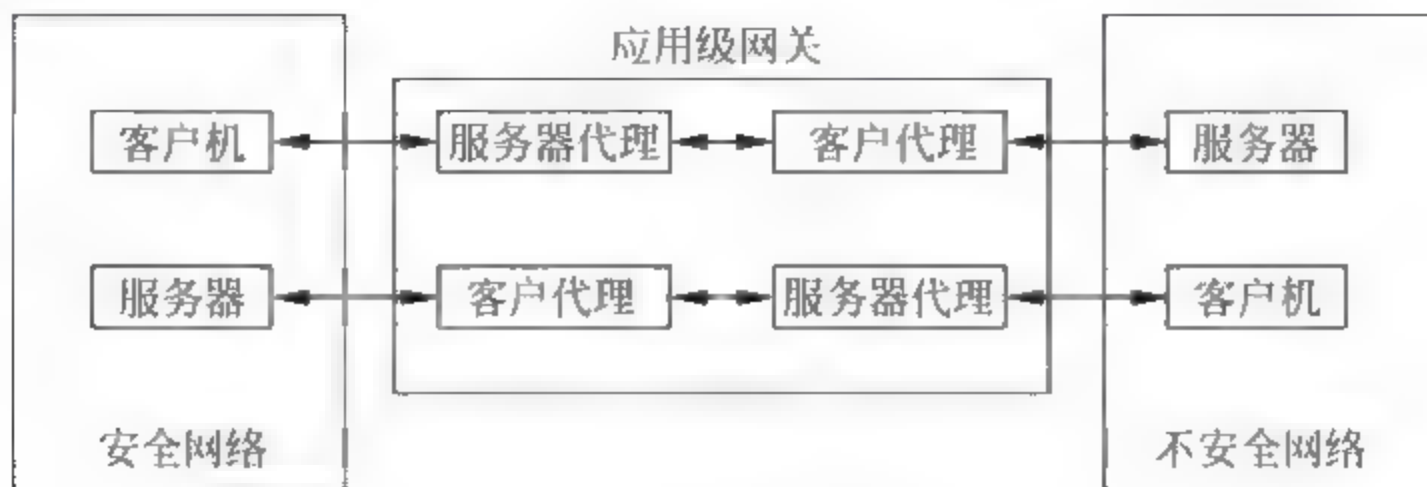 应用级网关
客户机 服务器代理 客户代理 服务器
服务器 客户代理 服务器代理 客户机
安全网络 不安全网络